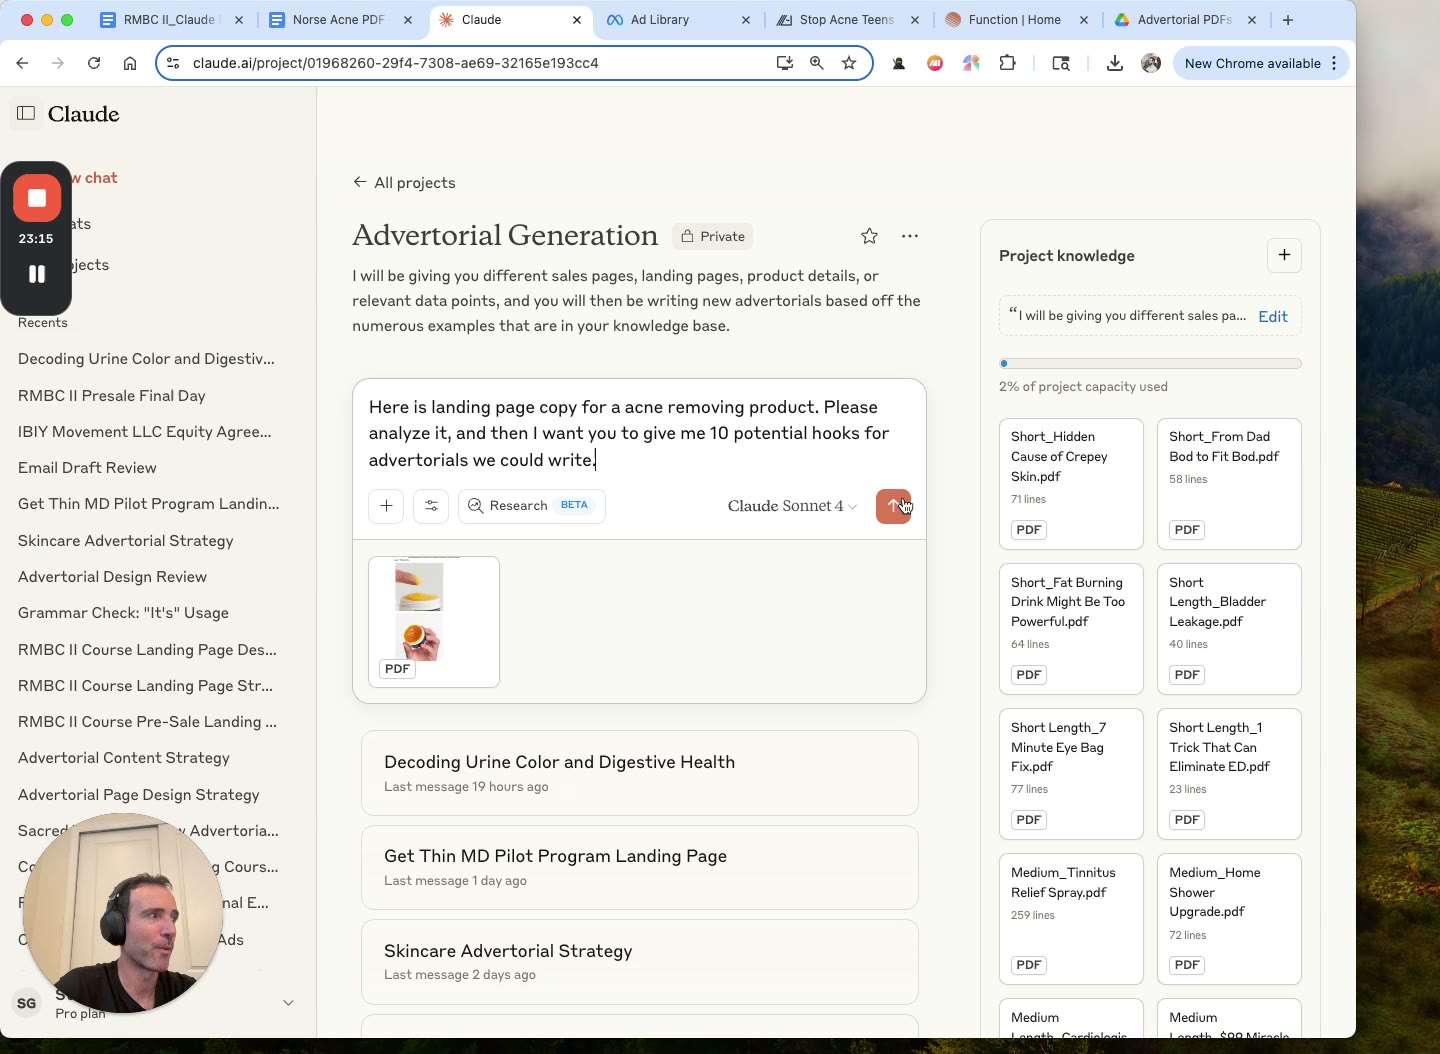 RMBC II_Claude
Norse Acne PDF
Claude
Ad Library
Stop Acne Teens
Function | Home
Advertorial PDFs
claude.ai/project/01968260-29f4-7308-ae69-32165e193cc4
New Chrome available
Claude
w chat
23:15
ats
ojects
Recents
Decoding Urine Color and Digestiv...
RMBC II Presale Final Day
IBIY Movement LLC Equity Agree...
Email Draft Review
Get Thin MD Pilot Program Landin...
Skincare Advertorial Strategy
Advertorial Design Review
Grammar Check: "It's" Usage
RMBC II Course Landing Page Des...
RMBC II Course Landing Page Str...
RMBC II Course Pre-Sale Landing ...
Advertorial Content Strategy
Advertorial Page Design Strategy
Sacred Advertoria...
g Cours...
nal E...
Ads
SG
Pro plan
All projects
Advertorial Generation
Private
I will be giving you different sales pages, landing pages, product details, or
relevant data points, and you will then be writing new advertorials based off the
numerous examples that are in your knowledge base.
Here is landing page copy for a acne removing product. Please
analyze it, and then I want you to give me 10 potential hooks for
advertorials we could write.
Research BETA
Claude Sonnet 4
PDF
Decoding Urine Color and Digestive Health
Last message 19 hours ago
Get Thin MD Pilot Program Landing Page
Last message 1 day ago
Skincare Advertorial Strategy
Last message 2 days ago
Project knowledge
“I will be giving you different sales pa...
Edit
2% of project capacity used
Short_Hidden
Cause of Crepey
Skin.pdf
71 lines
PDF
Short_From Dad
Bod to Fit Bod.pdf
58 lines
PDF
Short_Fat Burning
Drink Might Be Too
Powerful.pdf
64 lines
PDF
Short
Length_Bladder
Leakage.pdf
40 lines
PDF
Short Length_7
Minute Eye Bag
Fix.pdf
77 lines
PDF
Short Length_1
Trick That Can
Eliminate ED.pdf
23 lines
PDF
Medium_Tinnitus
Relief Spray.pdf
259 lines
PDF
Medium_Home
Shower
Upgrade.pdf
72 lines
PDF
Medium
Length_Cardiologis
Medium
Length_$99 Miracle